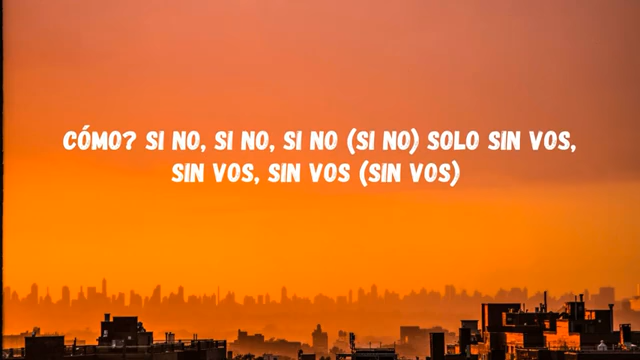 CÓMO? SI NO, SI NO, SI NO (SI NO) SOLO SIN VOS,
SIN VOS, SIN VOS (SIN VOS)